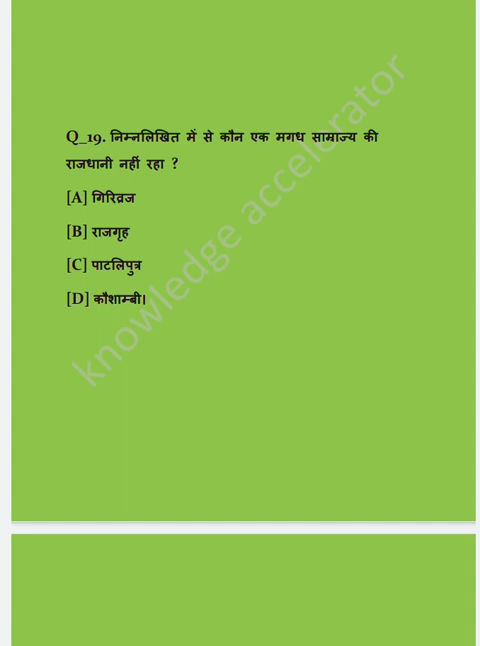 Q_19. निम्नलिखित में से कौन एक मगध साम्राज्य की
राजधानी नहीं रहा ?
[A] गिरिव्रज
[B] राजगृह
[C] पाटलिपुत्र
[D] कौशाम्बी।
knowledge accelerator